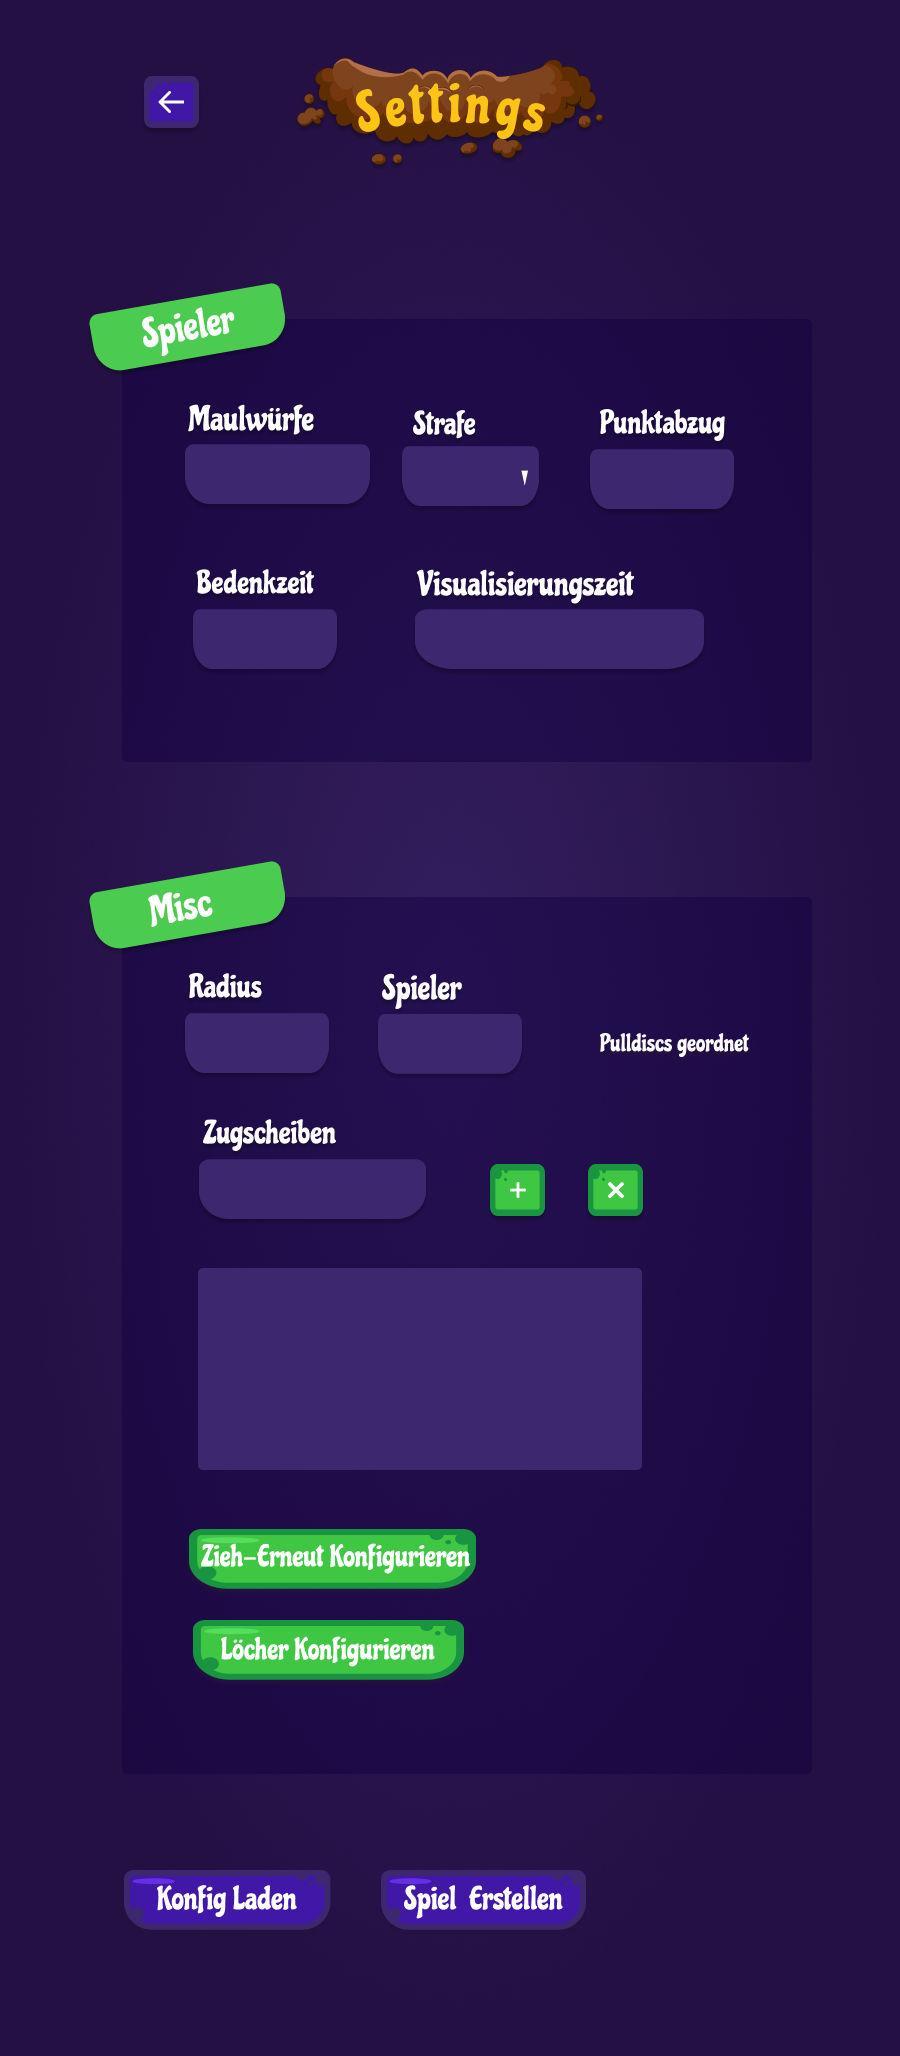 Settings
Spieler
Maulwürfe
Strafe
Punktabzug
Bedenkzeit
Visualisierungszeit
Misc
Radius
Spieler
Pulldiscs geordnet
Zugscheiben
Zieh-Erneut Konfigurieren
Löcher Konfigurieren
Konfig Laden
Spiel Erstellen